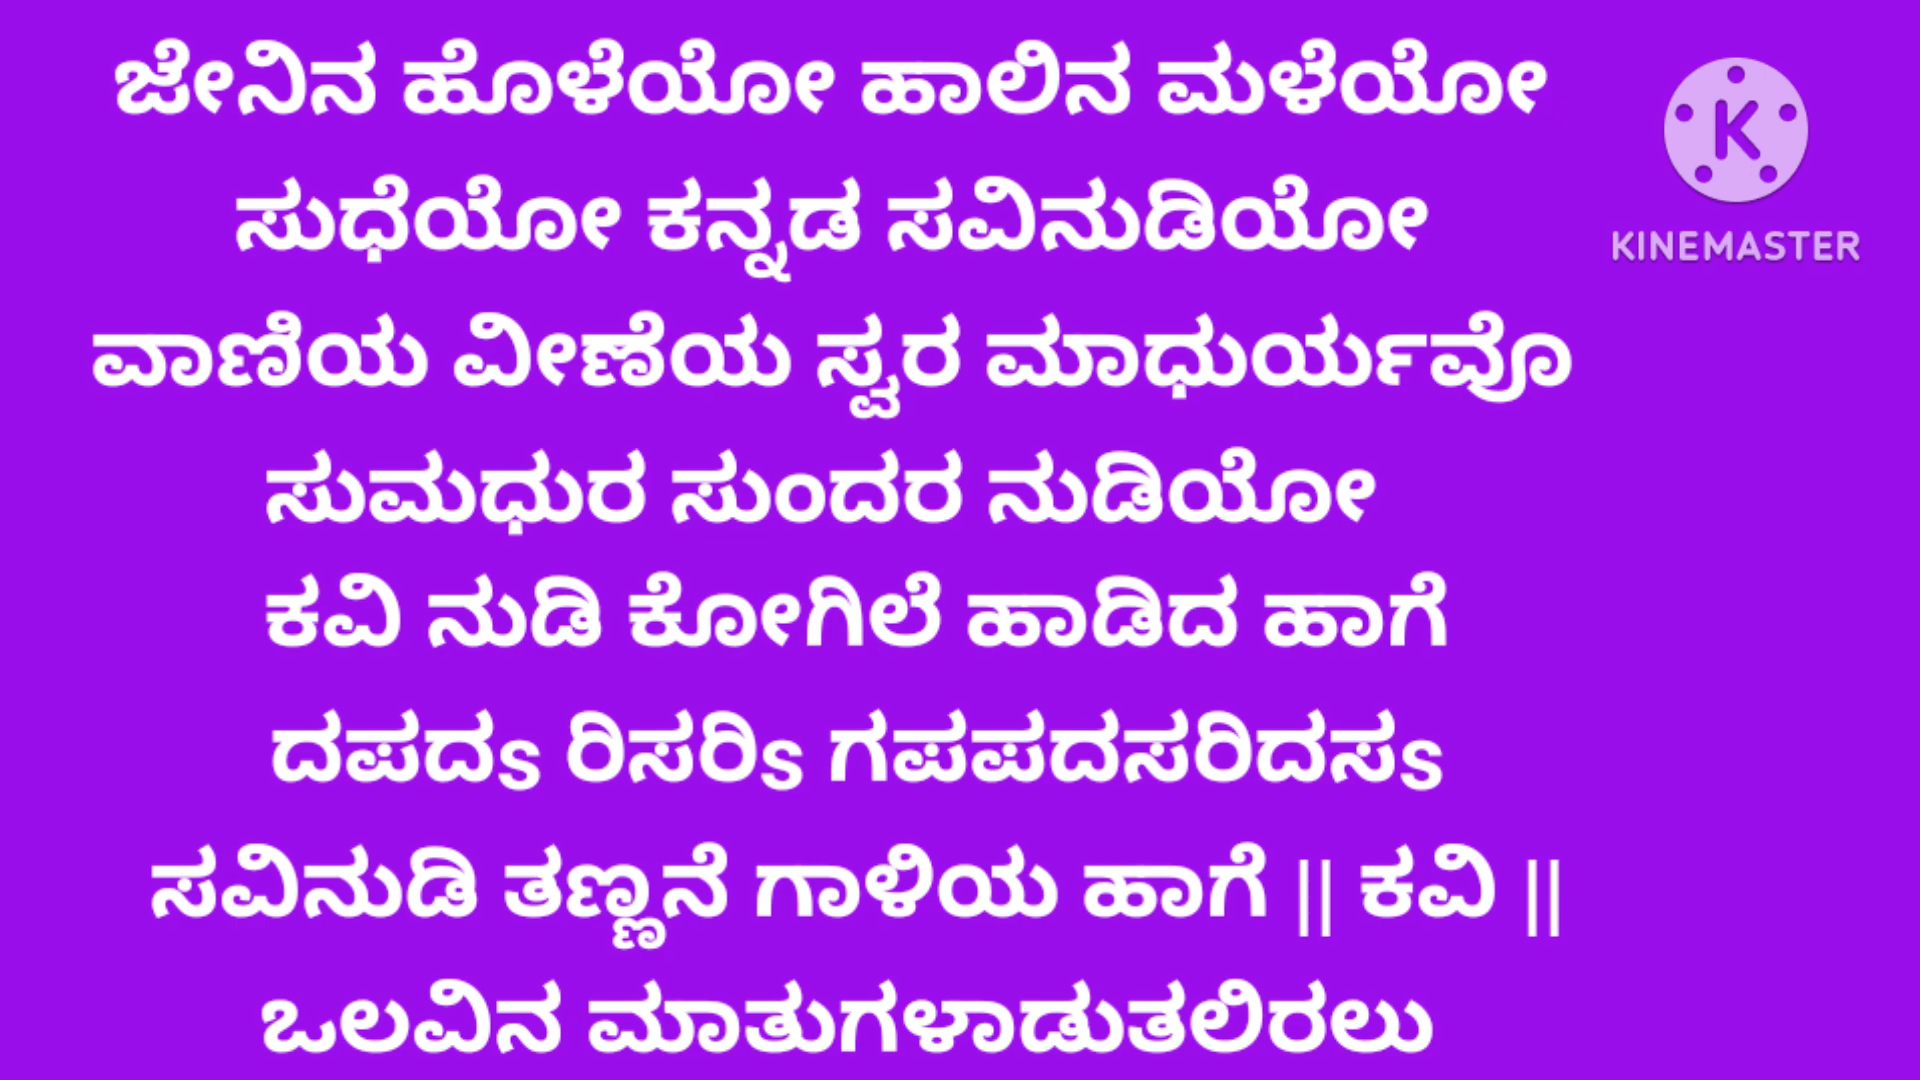 ಜೇನಿನ ಹೊಳೆಯೋ ಹಾಲಿನ ಮಳೆಯೋ
ಸುಧೆಯೋ ಕನ್ನಡ ಸವಿನುಡಿಯೋ
ವಾಣಿಯ ವೀಣೆಯ ಸ್ವರ ಮಾಧುರ್ಯವೊ
ಸುಮಧುರ ಸುಂದರ ನುಡಿಯೋ
ಕವಿ ನುಡಿ ಕೋಗಿಲೆ ಹಾಡಿದ ಹಾಗೆ
ದಪದs ರಿಸರಿs ಗಪಪದಸರಿದಸs
ಸವಿನುಡಿ ತಣ್ಣನೆ ಗಾಳಿಯ ಹಾಗೆ || ಕವಿ ||
ಒಲವಿನ ಮಾತುಗಳಾಡುತಲಿರಲು
K
KINEMASTER